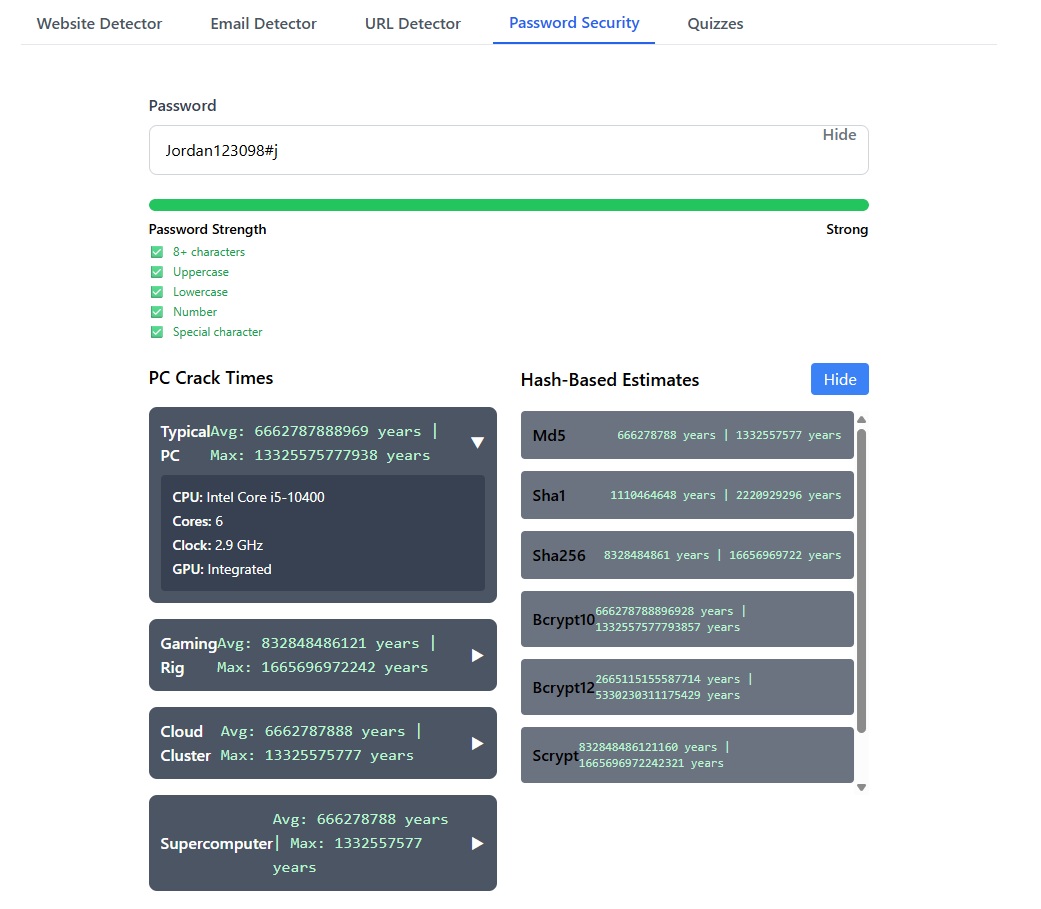 Website Detector Email Detector URL Detector Password Security Quizzes
Password
Jordan123098#j
Hide
Password Strength Strong
8+ characters
Uppercase
Lowercase
Number
Special character
PC Crack Times
Typical PC
Avg: 6662787888969 years |
Max: 13325575777938 years
CPU: Intel Core i5-10400
Cores: 6
Clock: 2.9 GHz
GPU: Integrated
Gaming Rig
Avg: 832848486121 years |
Max: 1665696972242 years
Cloud Cluster
Avg: 6662787888 years |
Max: 13325575777 years
Supercomputer
Avg: 666278788 years
| Max: 1332557577
years
Hash-Based Estimates
Hide
Md5 666278788 years | 1332557577 years
Sha1 1110464648 years | 2220929296 years
Sha256 8328484861 years | 16656969722 years
Bcrypt10
666278788896928 years |
1332557577793857 years
Bcrypt12
2665115155587714 years |
5330230311175429 years
Scrypt
832848486121160 years |
1665696972242321 years